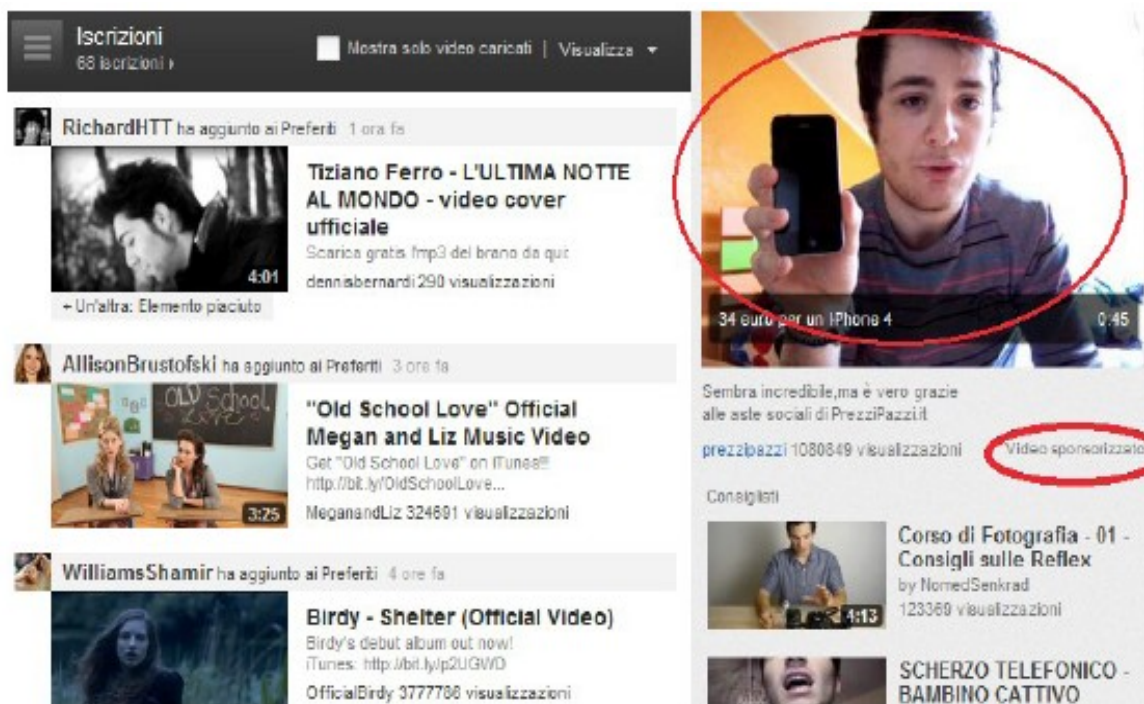 Iscrizioni
68 iscrizioni
Mostra solo video caricati | Visualizza
RichardHTT ha aggiunto ai Preferiti 1 ora fa
4:01
Tiziano Ferro - L'ULTIMA NOTTE
AL MONDO - video cover
ufficiale
Scarica gratis l'mp3 del brano da qui:
dennisbernardi 290 visualizzazioni
+ Un'altra: Elemento piaciuto
AllisonBrustofski ha aggiunto ai Preferiti 3 ore fa
OLD School
LOVE
3:25
"Old School Love" Official
Megan and Liz Music Video
Get "Old School Love" on iTunes!!!
http://bit.ly/OldSchoolLove...
MeganandLiz 324691 visualizzazioni
WilliamsShamir ha aggiunto ai Preferiti 4 ore fa
Birdy - Shelter (Official Video)
Birdy's debut album out now!
iTunes: http://bit.ly/p2UGWD
OfficialBirdy 3777786 visualizzazioni
34 euro per un iPhone 4 0:45
Sembra incredibile,ma è vero grazie
alle aste sociali di PrezziPazzi.it
prezzipazzi 1080849 visualizzazioni Video sponsorizzato
Consigliati
4:13
Corso di Fotografia - 01 -
Consigli sulle Reflex
by NomedSenkrad
123369 visualizzazioni
SCHERZO TELEFONICO -
BAMBINO CATTIVO